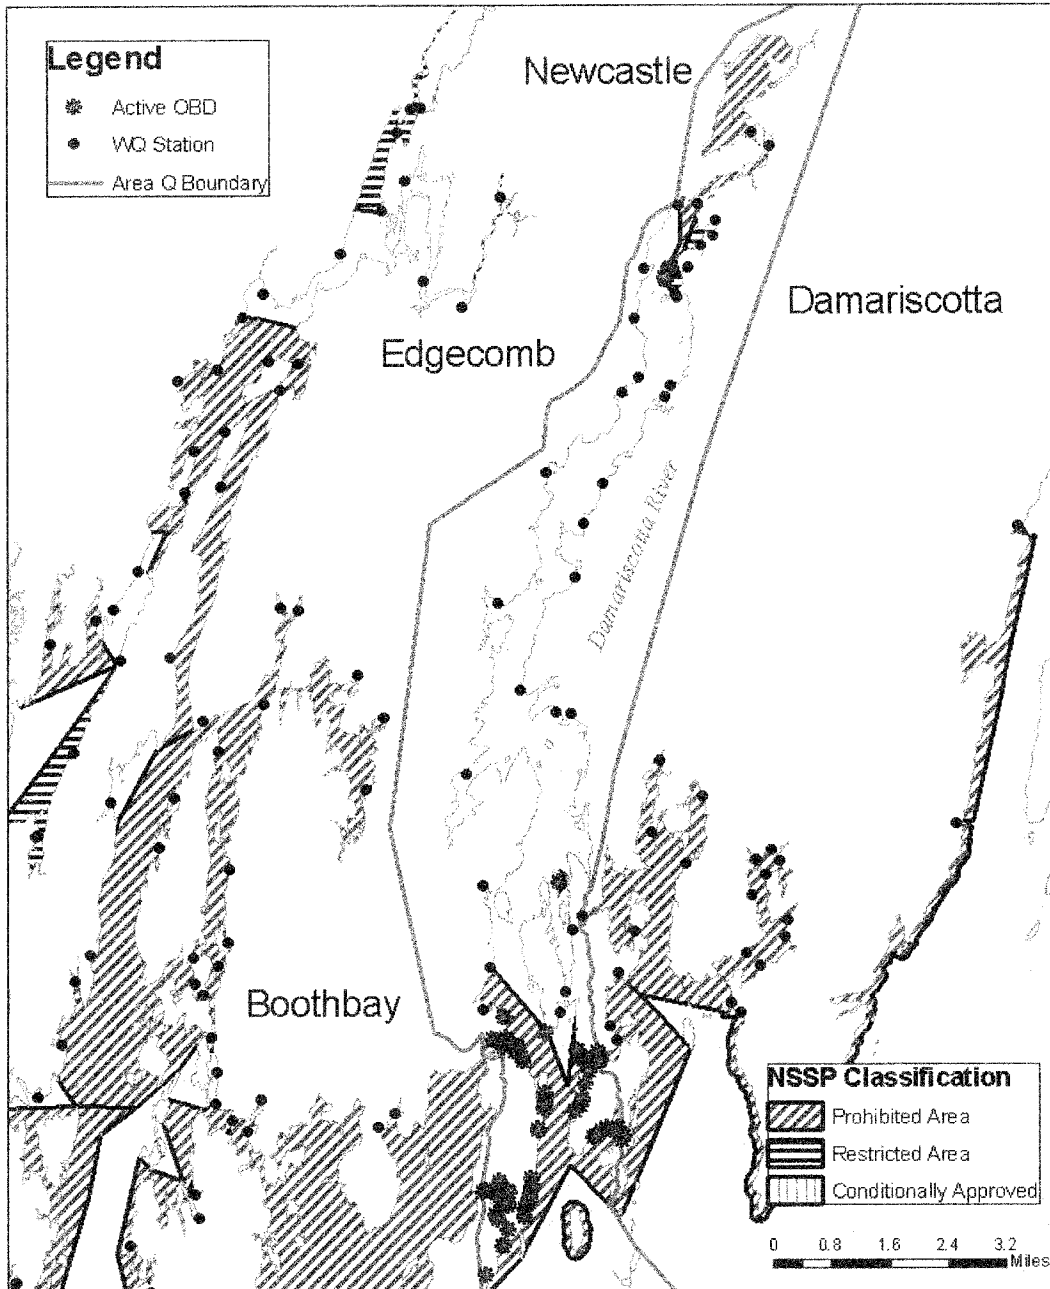 Legend
Active OBD
WQ Station
Area Q Boundary
Newcastle
Damariscotta
Edgecomb
Damariscotta River
Boothbay
NSSP Classification
Prohibited Area
Restricted Area
Conditionally Approved
0 0.8 1.6 2.4 3.2
Miles